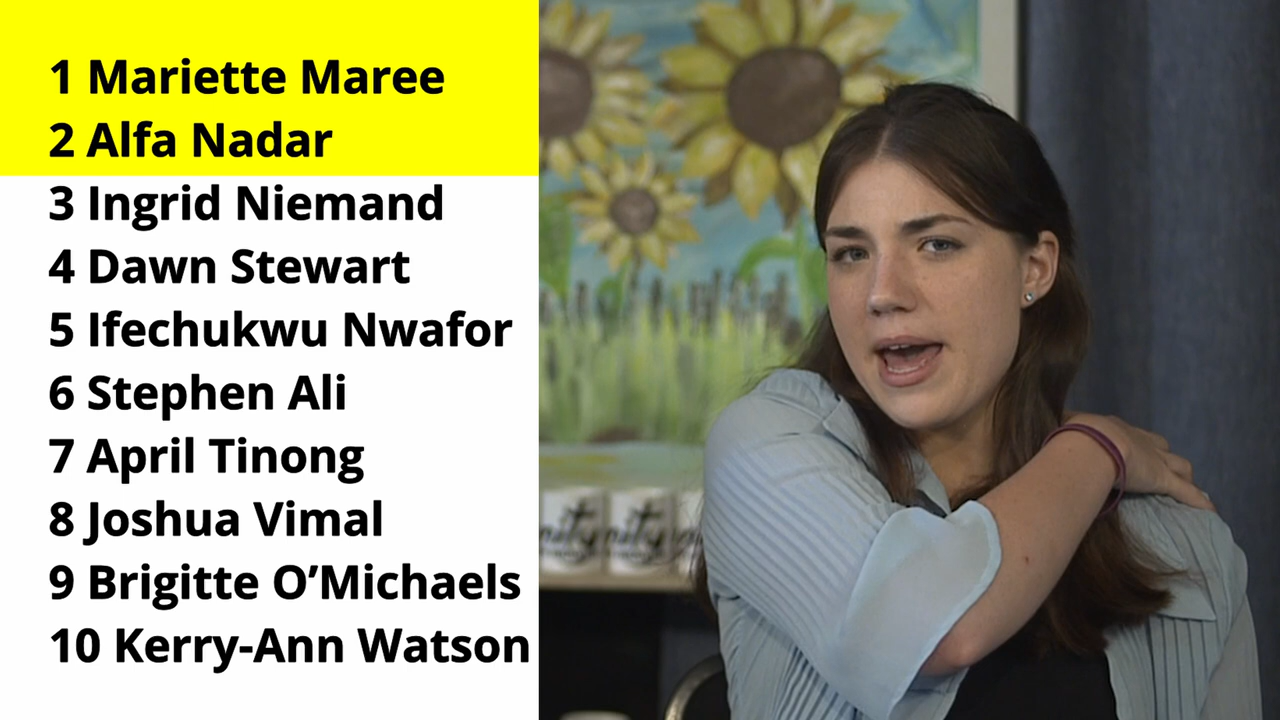 1 Mariette Maree
2 Alfa Nadar
3 Ingrid Niemand
4 Dawn Stewart
5 Ifechukwu Nwafor
6 Stephen Ali
7 April Tinong
8 Joshua Vimal
9 Brigitte O’Michaels
10 Kerry-Ann Watson